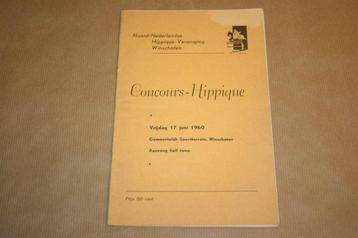 Noord-Nederlandse
Hippique-Vereniging
Winschoten
Concours-Hippique
Vrijdag 17 juni 1960
Gemeentelijk Sportterrein, Winschoten
Aanvang half twee
Prijs 50 cent